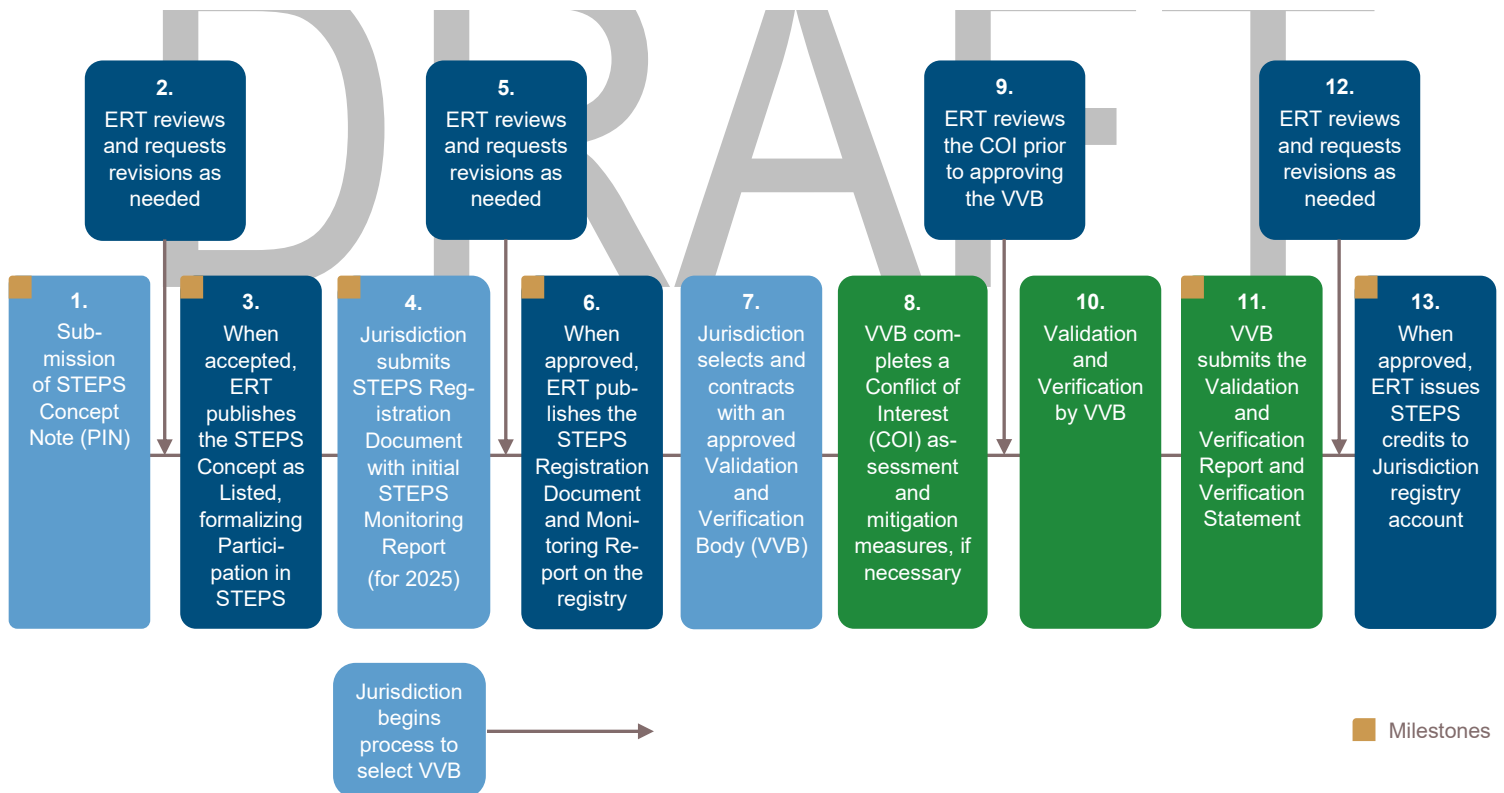 DRAFT
2.
ERT reviews
and requests
revisions as
needed
5.
ERT reviews
and requests
revisions as
needed
9.
ERT reviews
the COI prior
to approving
the VVB
12.
ERT reviews
and requests
revisions as
needed
1.
Sub-
mission
of STEPS
Concept
Note (PIN)
3.
When
accepted,
ERT
publishes
the STEPS
Concept as
Listed,
formalizing
Partici-
pation in
STEPS
4.
Jurisdiction
submits
STEPS Reg-
istration
Document
with initial
STEPS
Monitoring
Report
(for 2025)
6.
When
approved,
ERT pub-
lishes the
STEPS
Registration
Document
and Moni-
toring Re-
port on the
registry
7.
Jurisdiction
selects and
contracts
with an
approved
Validation
and
Verification
Body (VVB)
8.
VVB com-
pletes a
Conflict of
Interest
(COI) as-
sessment
and
mitigation
measures, if
necessary
10.
Validation
and
Verification
by VVB
11.
VVB
submits the
Validation
and
Verification
Report and
Verification
Statement
13.
When
approved,
ERT issues
STEPS
credits to
Jurisdiction
registry
account
Jurisdiction
begins
process to
select VVB
Milestones